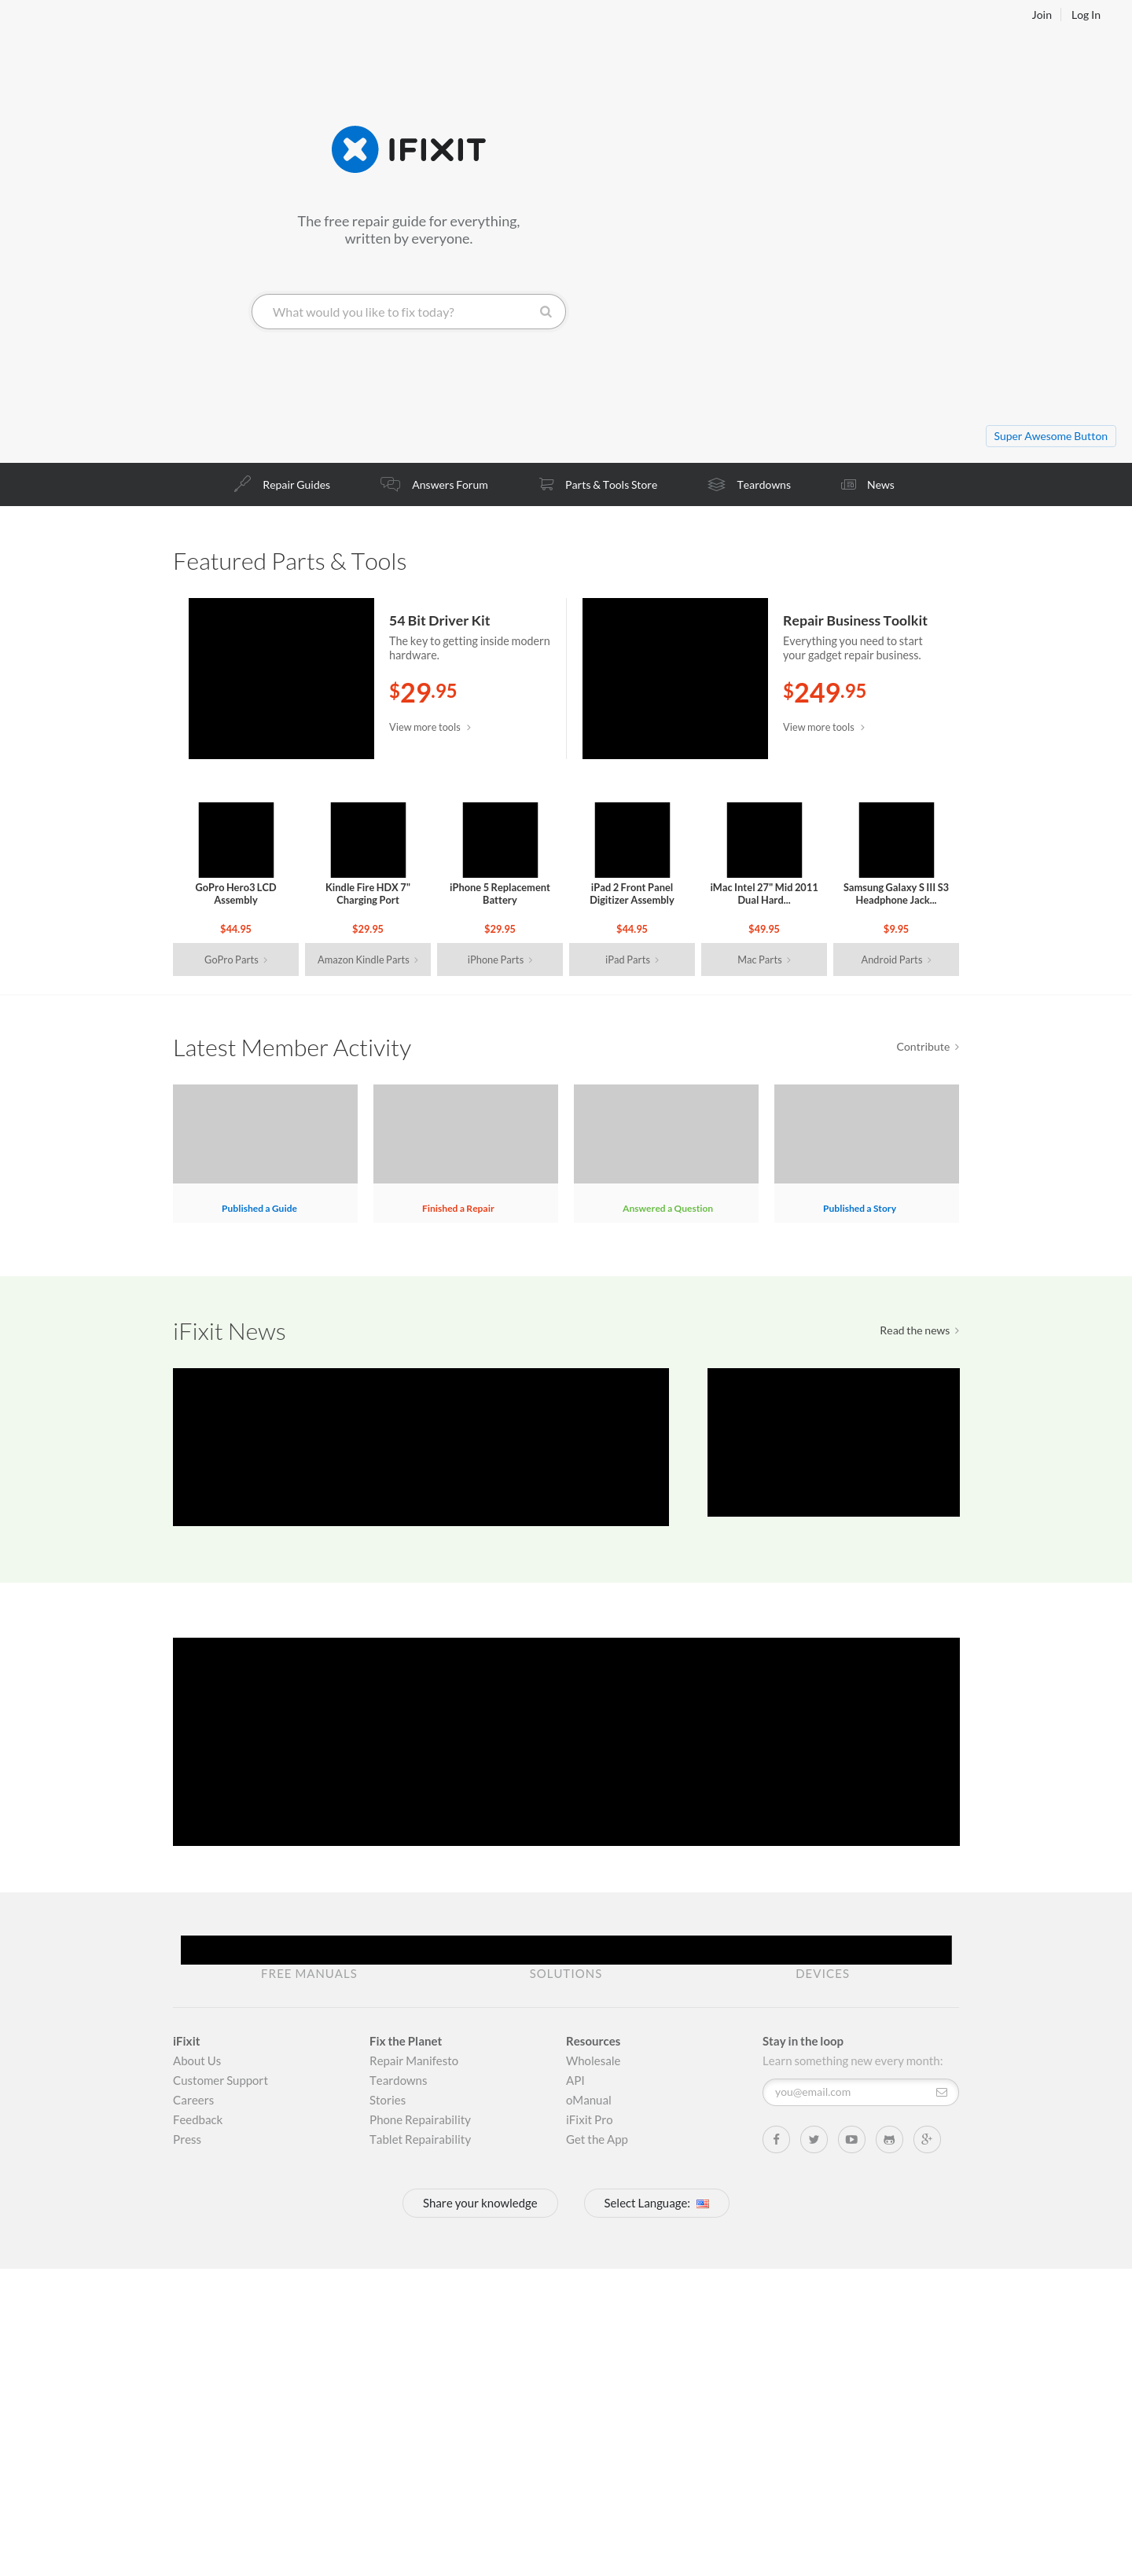 Join
Log In
IFIXIT
The free repair guide for everything,
written by everyone.
What would you like to fix today?
Super Awesome Button
Repair Guides
Answers Forum
Parts & Tools Store
Teardowns
News
Featured Parts & Tools
54 Bit Driver Kit
The key to getting inside modern
hardware.
$29.95
View more tools
Repair Business Toolkit
Everything you need to start
your gadget repair business.
$249.95
View more tools
GoPro Hero3 LCD
Assembly
$44.95
GoPro Parts
Kindle Fire HDX 7"
Charging Port
$29.95
Amazon Kindle Parts
iPhone 5 Replacement
Battery
$29.95
iPhone Parts
iPad 2 Front Panel
Digitizer Assembly
$44.95
iPad Parts
iMac Intel 27" Mid 2011
Dual Hard...
$49.95
Mac Parts
Samsung Galaxy S III S3
Headphone Jack...
$9.95
Android Parts
Latest Member Activity
Contribute
Published a Guide
Finished a Repair
Answered a Question
Published a Story
iFixit News
Read the news
FREE MANUALS
SOLUTIONS
DEVICES
iFixit
About Us
Customer Support
Careers
Feedback
Press
Fix the Planet
Repair Manifesto
Teardowns
Stories
Phone Repairability
Tablet Repairability
Resources
Wholesale
API
oManual
iFixit Pro
Get the App
Stay in the loop
Learn something new every month:
you@email.com
Share your knowledge
Select Language: